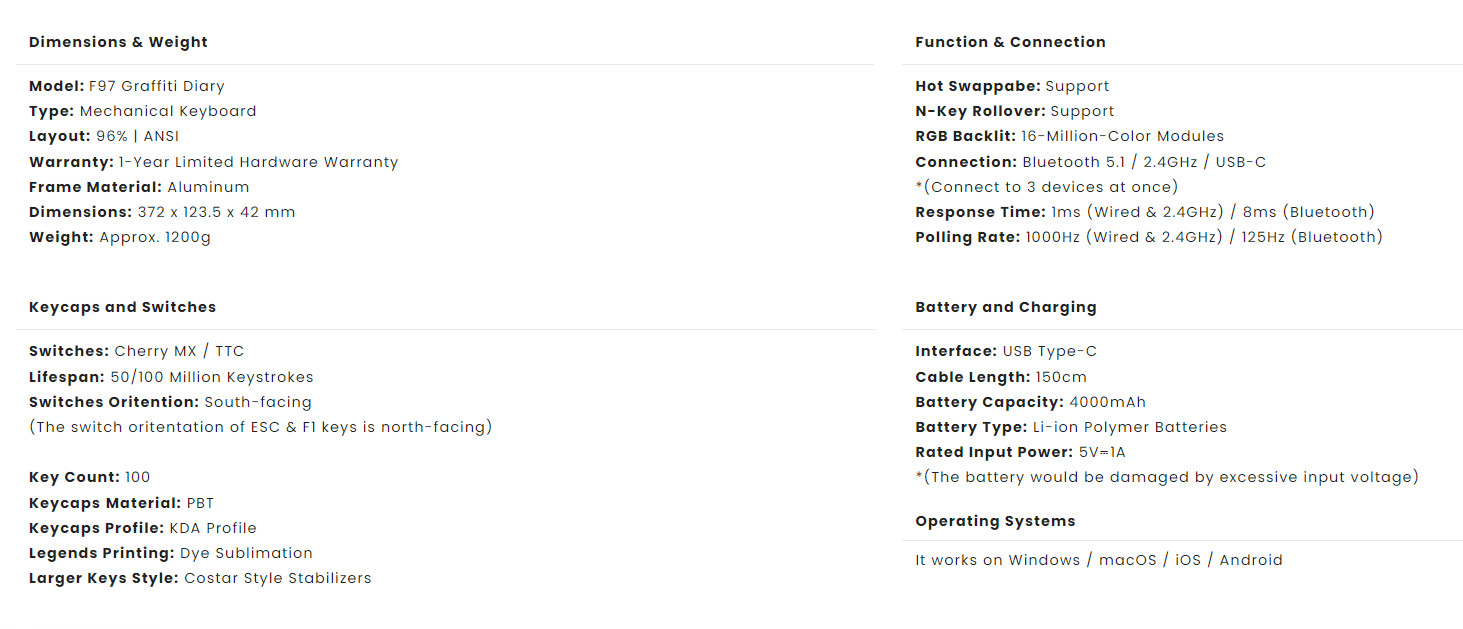 Dimensions & Weight
Model: F97 Graffiti Diary
Type: Mechanical Keyboard
Layout: 96% | ANSI
Warranty: 1-Year Limited Hardware Warranty
Frame Material: Aluminum
Dimensions: 372 x 123.5 x 42 mm
Weight: Approx. 1200g
Keycaps and Switches
Switches: Cherry MX / TTC
Lifespan: 50/100 Million Keystrokes
Switches Oritention: South-facing
(The switch oritentation of ESC & F1 keys is north-facing)
Key Count: 100
Keycaps Material: PBT
Keycaps Profile: KDA Profile
Legends Printing: Dye Sublimation
Larger Keys Style: Costar Style Stabilizers
Function & Connection
Hot Swappabe: Support
N-Key Rollover: Support
RGB Backlit: 16-Million-Color Modules
Connection: Bluetooth 5.1 / 2.4GHz / USB-C
*(Connect to 3 devices at once)
Response Time: 1ms (Wired & 2.4GHz) / 8ms (Bluetooth)
Polling Rate: 1000Hz (Wired & 2.4GHz) / 125Hz (Bluetooth)
Battery and Charging
Interface: USB Type-C
Cable Length: 150cm
Battery Capacity: 4000mAh
Battery Type: Li-ion Polymer Batteries
Rated Input Power: 5V⎓1A
*(The battery would be damaged by excessive input voltage)
Operating Systems
It works on Windows / macOS / iOS / Android